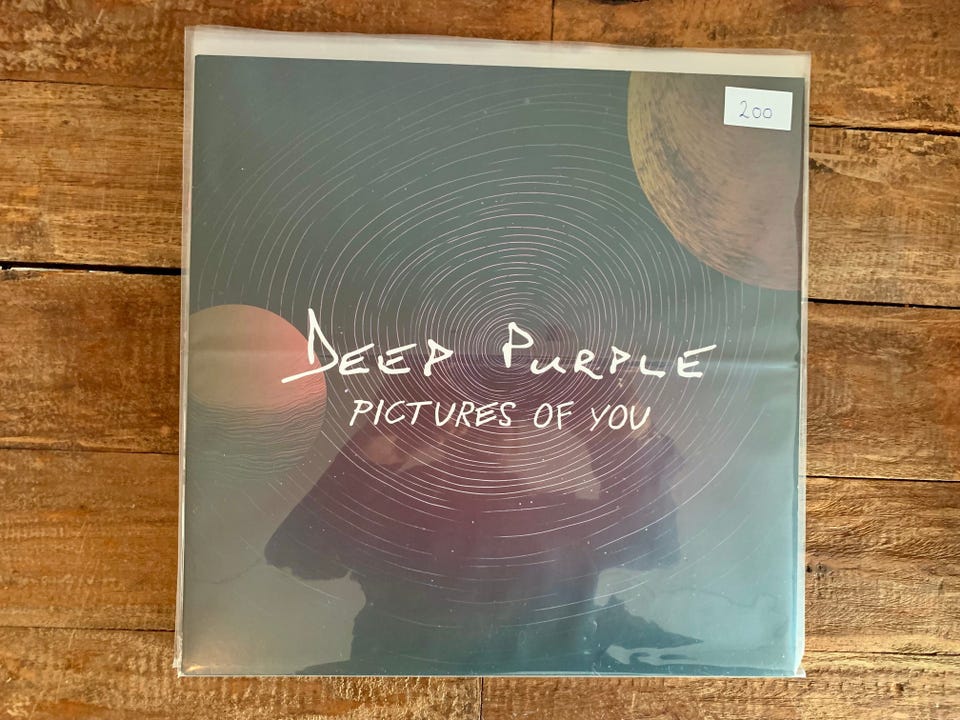 200
DEEP PURPLE
PICTURES OF YOU